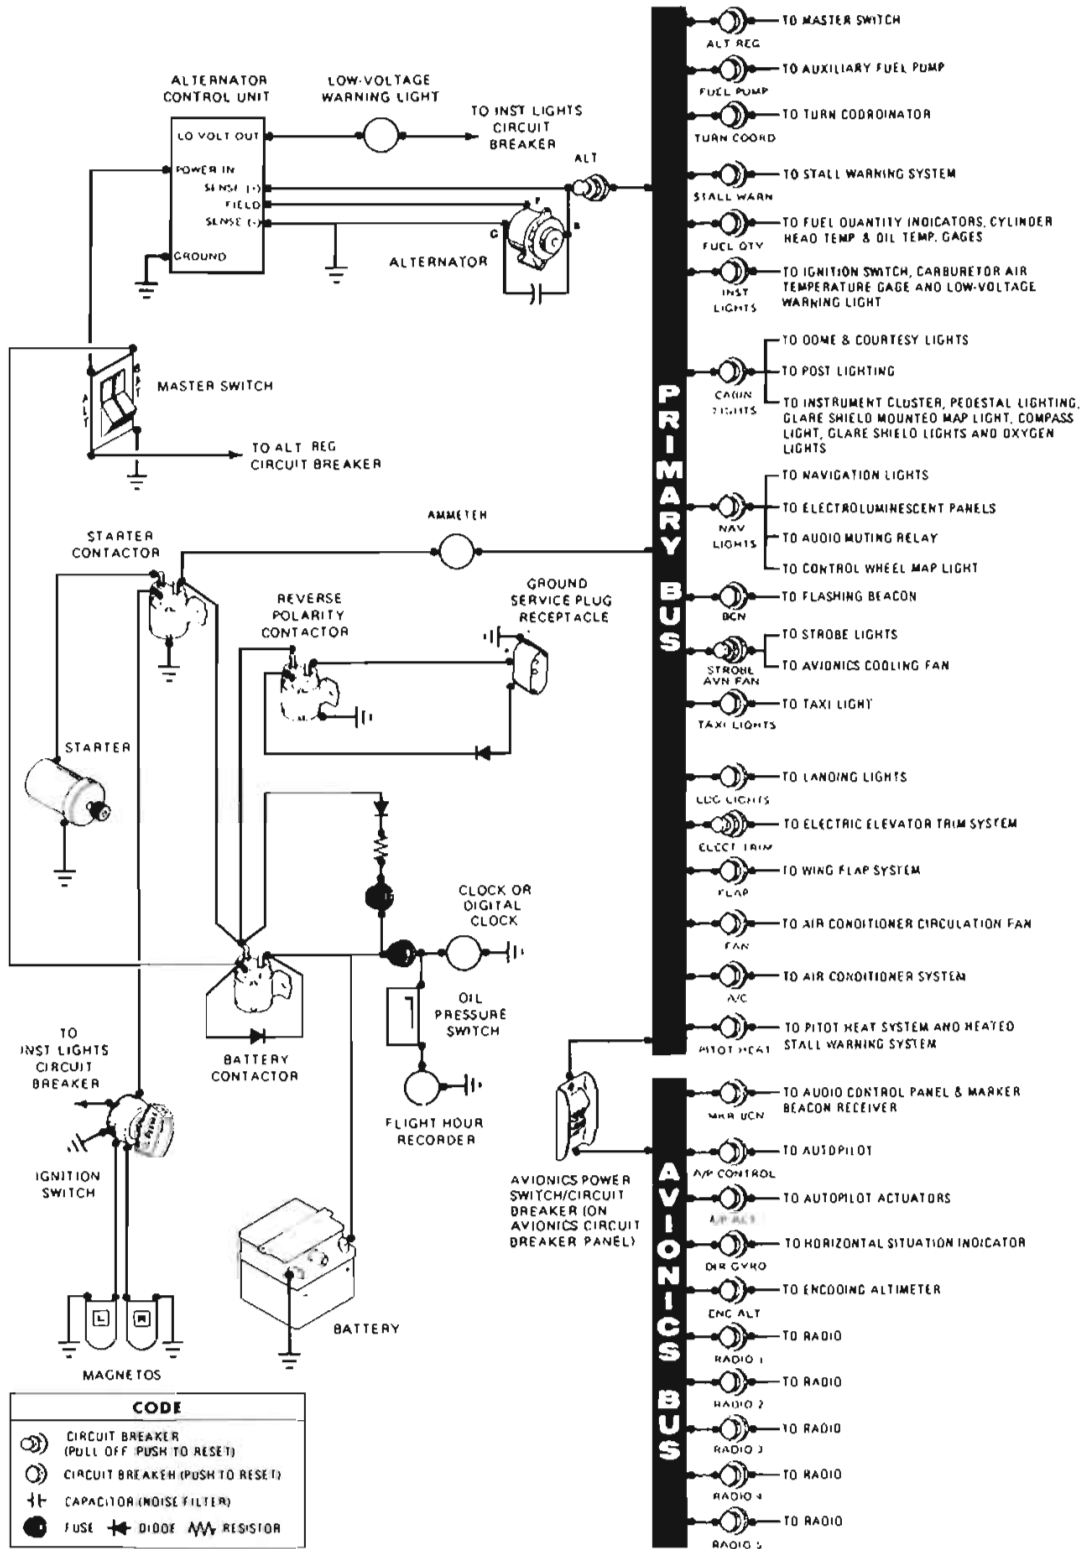 ALTERNATOR
CONTROL UNIT
LOW-VOLTAGE
WARNING LIGHT
TO INST LIGHTS
CIRCUIT
BREAKER
LO VOLT OUT
POWER IN
SENSE (+)
FIELD
SENSE (-)
GROUND
ALT
F
G
B
ALTERNATOR
MASTER SWITCH
ALT
BAT
TO ALT REG
CIRCUIT BREAKER
AMMETER
STARTER
CONTACTOR
REVERSE
POLARITY
CONTACTOR
GROUND
SERVICE PLUG
RECEPTACLE
STARTER
CLOCK OR
DIGITAL
CLOCK
OIL
PRESSURE
SWITCH
BATTERY
CONTACTOR
FLIGHT HOUR
RECORDER
TO
INST LIGHTS
CIRCUIT
BREAKER
IGNITION
SWITCH
L
R
MAGNETOS
BATTERY
AVIONICS POWER
SWITCH/CIRCUIT
BREAKER (ON
AVIONICS CIRCUIT
BREAKER PANEL)
PRIMARY BUS
TO MASTER SWITCH
ALT REG
TO AUXILIARY FUEL PUMP
FUEL PUMP
TO TURN COORDINATOR
TURN COORD
TO STALL WARNING SYSTEM
STALL WARN
TO FUEL QUANTITY INDICATORS, CYLINDER
HEAD TEMP & OIL TEMP. GAGES
FUEL QTY
TO IGNITION SWITCH, CARBURETOR AIR
TEMPERATURE GAGE AND LOW-VOLTAGE
WARNING LIGHT
INST
LIGHTS
TO DOME & COURTESY LIGHTS
TO POST LIGHTING
TO INSTRUMENT CLUSTER, PEDESTAL LIGHTING,
GLARE SHIELD MOUNTED MAP LIGHT, COMPASS
LIGHT, GLARE SHIELD LIGHTS AND OXYGEN
LIGHTS
CABIN
LIGHTS
TO NAVIGATION LIGHTS
TO ELECTROLUMINESCENT PANELS
TO AUDIO MUTING RELAY
TO CONTROL WHEEL MAP LIGHT
NAV
LIGHTS
TO FLASHING BEACON
BCN
TO STROBE LIGHTS
TO AVIONICS COOLING FAN
STROBE
AVN FAN
TO TAXI LIGHT
TAXI LIGHTS
TO LANDING LIGHTS
LDG LIGHTS
TO ELECTRIC ELEVATOR TRIM SYSTEM
ELECT TRIM
TO WING FLAP SYSTEM
FLAP
TO AIR CONDITIONER CIRCULATION FAN
FAN
TO AIR CONDITIONER SYSTEM
A/C
TO PITOT HEAT SYSTEM AND HEATED
STALL WARNING SYSTEM
PITOT HEAT
AVIONICS BUS
TO AUDIO CONTROL PANEL & MARKER
BEACON RECEIVER
MKR BCN
TO AUTOPILOT
A/P CONTROL
TO AUTOPILOT ACTUATORS
TO HORIZONTAL SITUATION INDICATOR
DIR GYRO
TO ENCODING ALTIMETER
ENC ALT
TO RADIO
RADIO 1
TO RADIO
RADIO 2
TO RADIO
RADIO 3
TO RADIO
RADIO 4
TO RADIO
RADIO 5
CODE
CIRCUIT BREAKER
(PULL OFF PUSH TO RESET)
CIRCUIT BREAKER (PUSH TO RESET)
CAPACITOR (NOISE FILTER)
FUSE DIODE RESISTOR